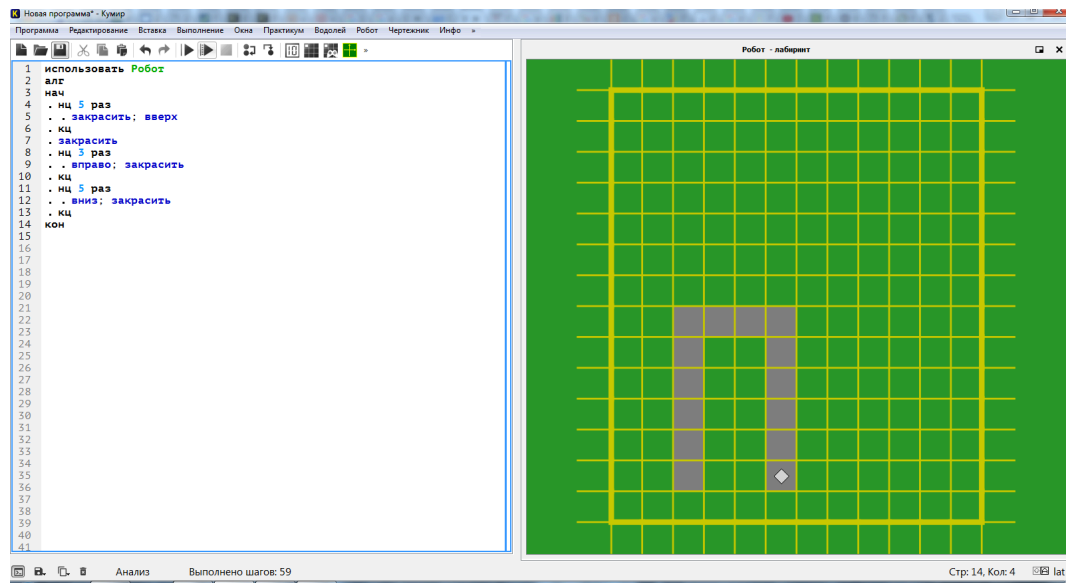 Новая программа* - Кумир
Программа Редактирование Вставка Выполнение Окна Практикум Водолей Робот Чертежник Инфо »
»
Робот - лабиринт
1 использовать Робот
2 алг
3 нач
4 . нц 5 раз
5 . . закрасить; вверх
6 . кц
7 . закрасить
8 . нц 3 раз
9 . . вправо; закрасить
10 . кц
11 . нц 5 раз
12 . . вниз; закрасить
13 . кц
14 кон
15
16
17
18
19
20
21
22
23
24
25
26
27
28
29
30
31
32
33
34
35
36
37
38
39
40
41
Анализ Выполнено шагов: 59 Стр: 14, Кол: 4 lat